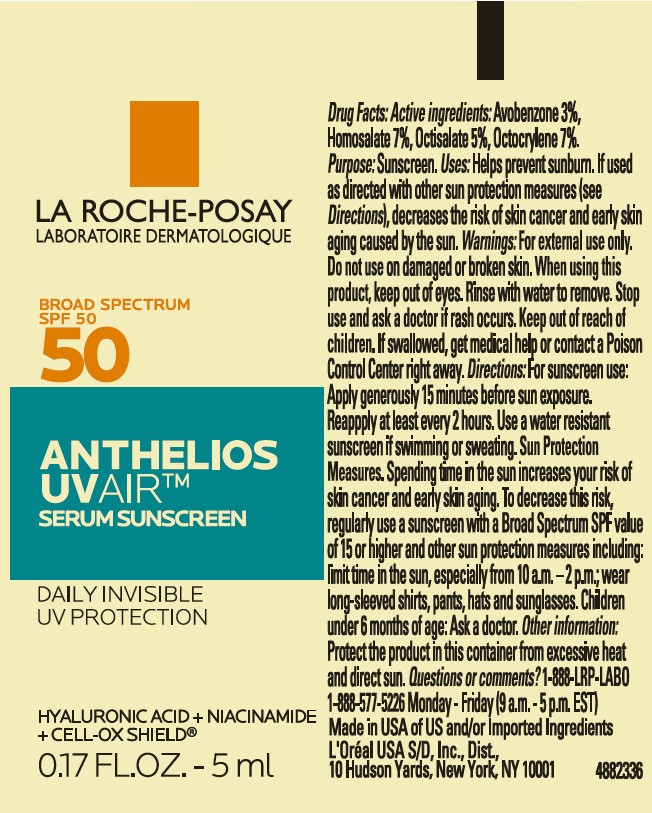 LA ROCHE-POSAY
LABORATOIRE DERMATOLOGIQUE
BROAD SPECTRUM
SPF 50
50
ANTHELIOS
UVAIR™
SERUM SUNSCREEN
DAILY INVISIBLE
UV PROTECTION
HYALURONIC ACID + NIACINAMIDE
+ CELL-OX SHIELD®
0.17 FL.OZ. - 5 ml
Drug Facts: Active ingredients: Avobenzone 3%,
Homosalate 7%, Octisalate 5%, Octocrylene 7%.
Purpose: Sunscreen. Uses: Helps prevent sunburn. If used
as directed with other sun protection measures (see
Directions), decreases the risk of skin cancer and early skin
aging caused by the sun. Warnings: For external use only.
Do not use on damaged or broken skin. When using this
product, keep out of eyes. Rinse with water to remove. Stop
use and ask a doctor if rash occurs. Keep out of reach of
children. If swallowed, get medical help or contact a Poison
Control Center right away. Directions: For sunscreen use:
Apply generously 15 minutes before sun exposure.
Reappply at least every 2 hours. Use a water resistant
sunscreen if swimming or sweating. Sun Protection
Measures. Spending time in the sun increases your risk of
skin cancer and early skin aging. To decrease this risk,
regularly use a sunscreen with a Broad Spectrum SPF value
of 15 or higher and other sun protection measures including:
limit time in the sun, especially from 10 a.m. – 2 p.m.; wear
long-sleeved shirts, pants, hats and sunglasses. Children
under 6 months of age: Ask a doctor. Other information:
Protect the product in this container from excessive heat
and direct sun. Questions or comments? 1-888-LRP-LABO
1-888-577-5226 Monday - Friday (9 a.m. - 5 p.m. EST)
Made in USA of US and/or Imported Ingredients
L'Oréal USA S/D, Inc., Dist.,
10 Hudson Yards, New York, NY 10001 4882336